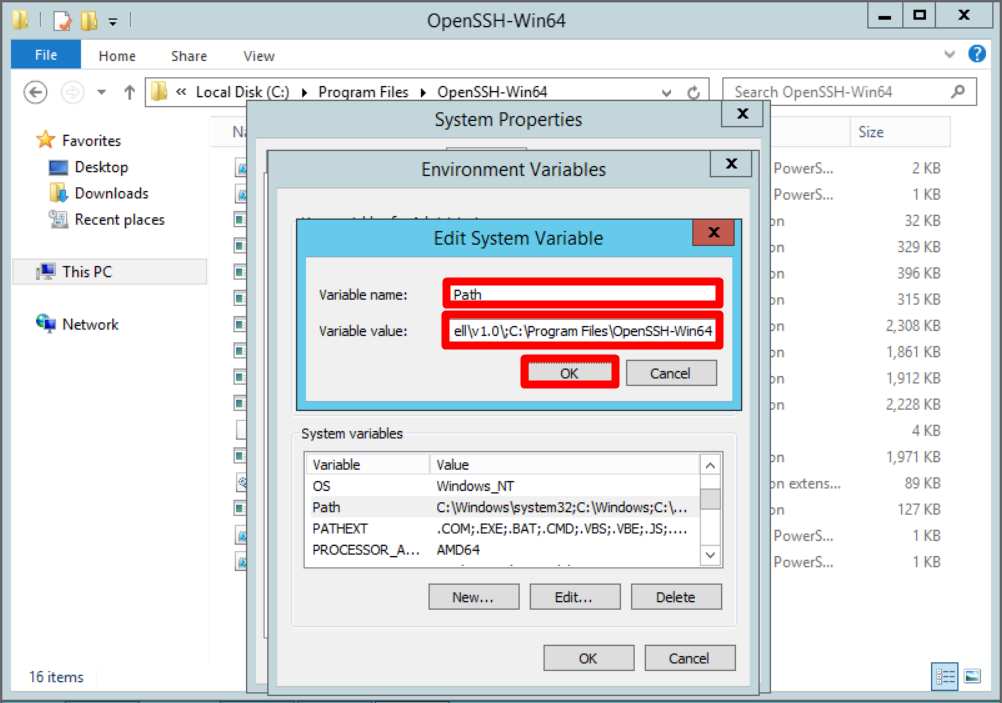 OpenSSH-Win64
File Home Share View
« Local Disk (C:) Program Files OpenSSH-Win64
Search OpenSSH-Win64
System Properties
Size
Favorites
Desktop
Downloads
Recent places
This PC
Network
Environment Variables
Edit System Variable
Variable name: Path
Variable value: ell\v1.0\;C:\Program Files\OpenSSH-Win64
OK Cancel
System variables
Variable Value
OS Windows_NT
Path C:\Windows\system32;C:\Windows;C:\...
PATHEXT .COM;.EXE;.BAT;.CMD;.VBS;.VBE;.JS;....
PROCESSOR_A... AMD64
New... Edit... Delete
OK Cancel
PowerS... 2 KB
PowerS... 1 KB
on 32 KB
on 329 KB
on 396 KB
on 315 KB
on 2,308 KB
on 1,861 KB
on 1,912 KB
on 2,228 KB
4 KB
on 1,971 KB
on extens... 89 KB
on 127 KB
PowerS... 1 KB
PowerS... 1 KB
16 items